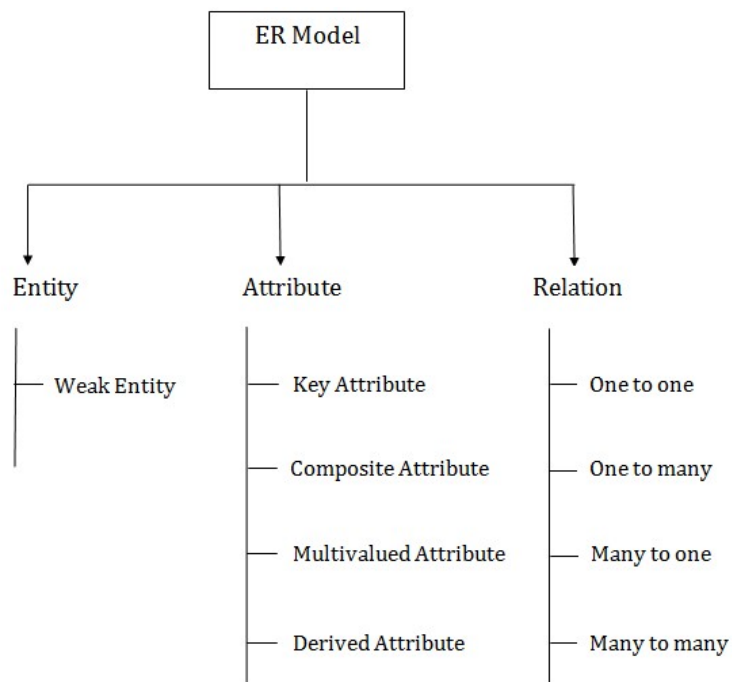 ER Model
Entity
Attribute
Relation
Weak Entity
Key Attribute
One to one
Composite Attribute
One to many
Multivalued Attribute
Many to one
Derived Attribute
Many to many